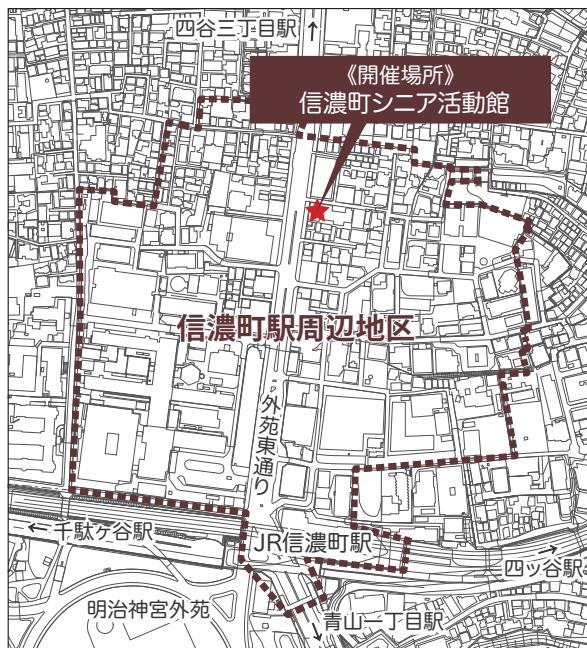 四谷三丁目駅↑
《開催場所》
信濃町シニア活動館
信濃町駅周辺地区
外苑東通り
←千駄ヶ谷駅
JR信濃町駅
四ッ谷駅→
明治神宮外苑
青山一丁目駅↓